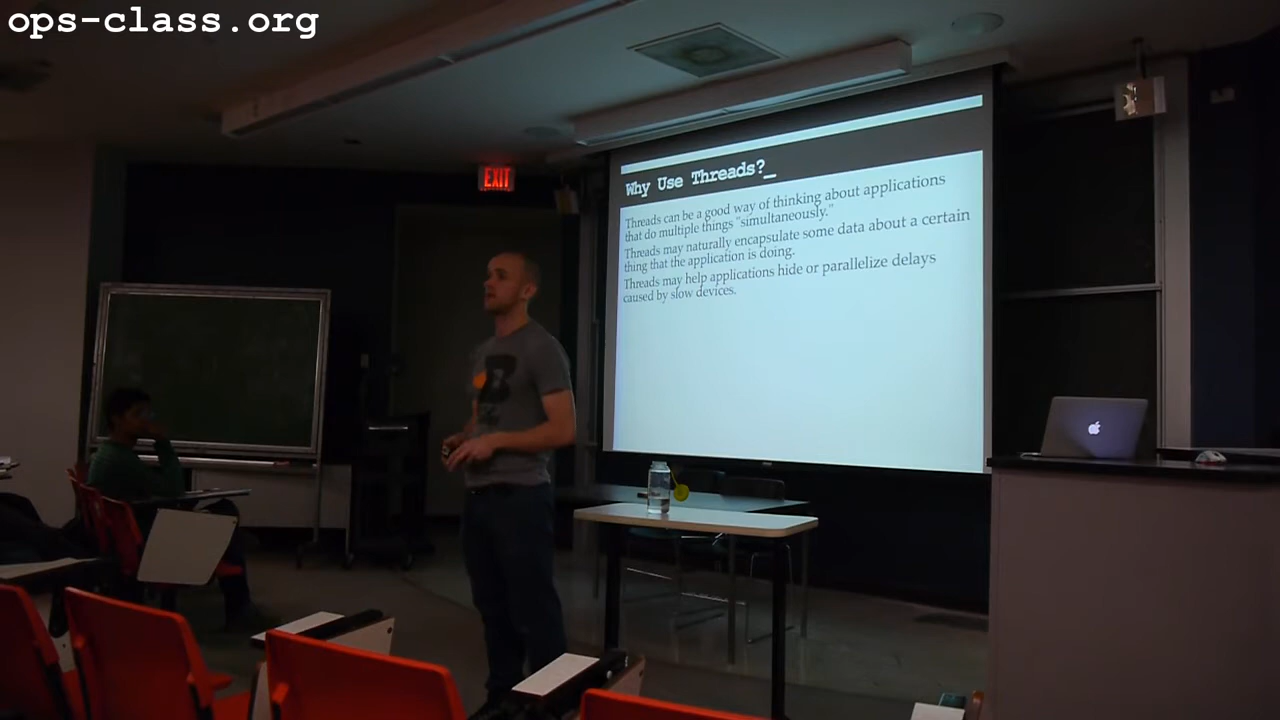 ops-class.org
EXIT
Why Use Threads?_
Threads can be a good way of thinking about applications
that do multiple things "simultaneously."
Threads may naturally encapsulate some data about a certain
thing that the application is doing.
Threads may help applications hide or parallelize delays
caused by slow devices.